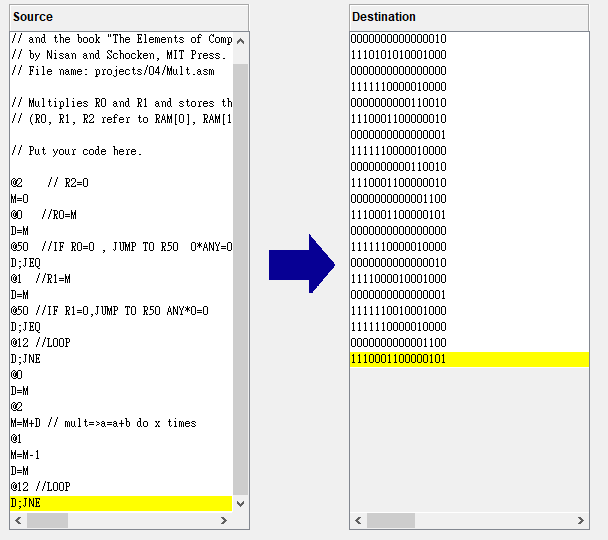 Source
// and the book "The Elements of Comp
// by Nisan and Schocken, MIT Press.
// File name: projects/04/Mult.asm
// Multiplies R0 and R1 and stores th
// (R0, R1, R2 refer to RAM[0], RAM[1
// Put your code here.
@2    // R2=0
M=0
@0   //R0=M
D=M
@50  //IF R0=0 , JUMP TO R50  0*ANY=0
D;JEQ
@1  //R1=M
D=M
@50 //IF R1=0,JUMP TO R50 ANY*0=0
D;JEQ
@12 //LOOP
D;JNE
@0
D=M
@2
M=M+D // mult=>a=a+b do x times
@1
M=M-1
D=M
@12 //LOOP
D;JNE
Destination
0000000000000010
1110101010001000
0000000000000000
1111110000010000
0000000000110010
1110001100000010
0000000000000001
1111110000010000
0000000000110010
1110001100000010
0000000000001100
1110001100000101
0000000000000000
1111110000010000
0000000000000010
1111000010001000
0000000000000001
1111110010001000
1111110000010000
0000000000001100
1110001100000101